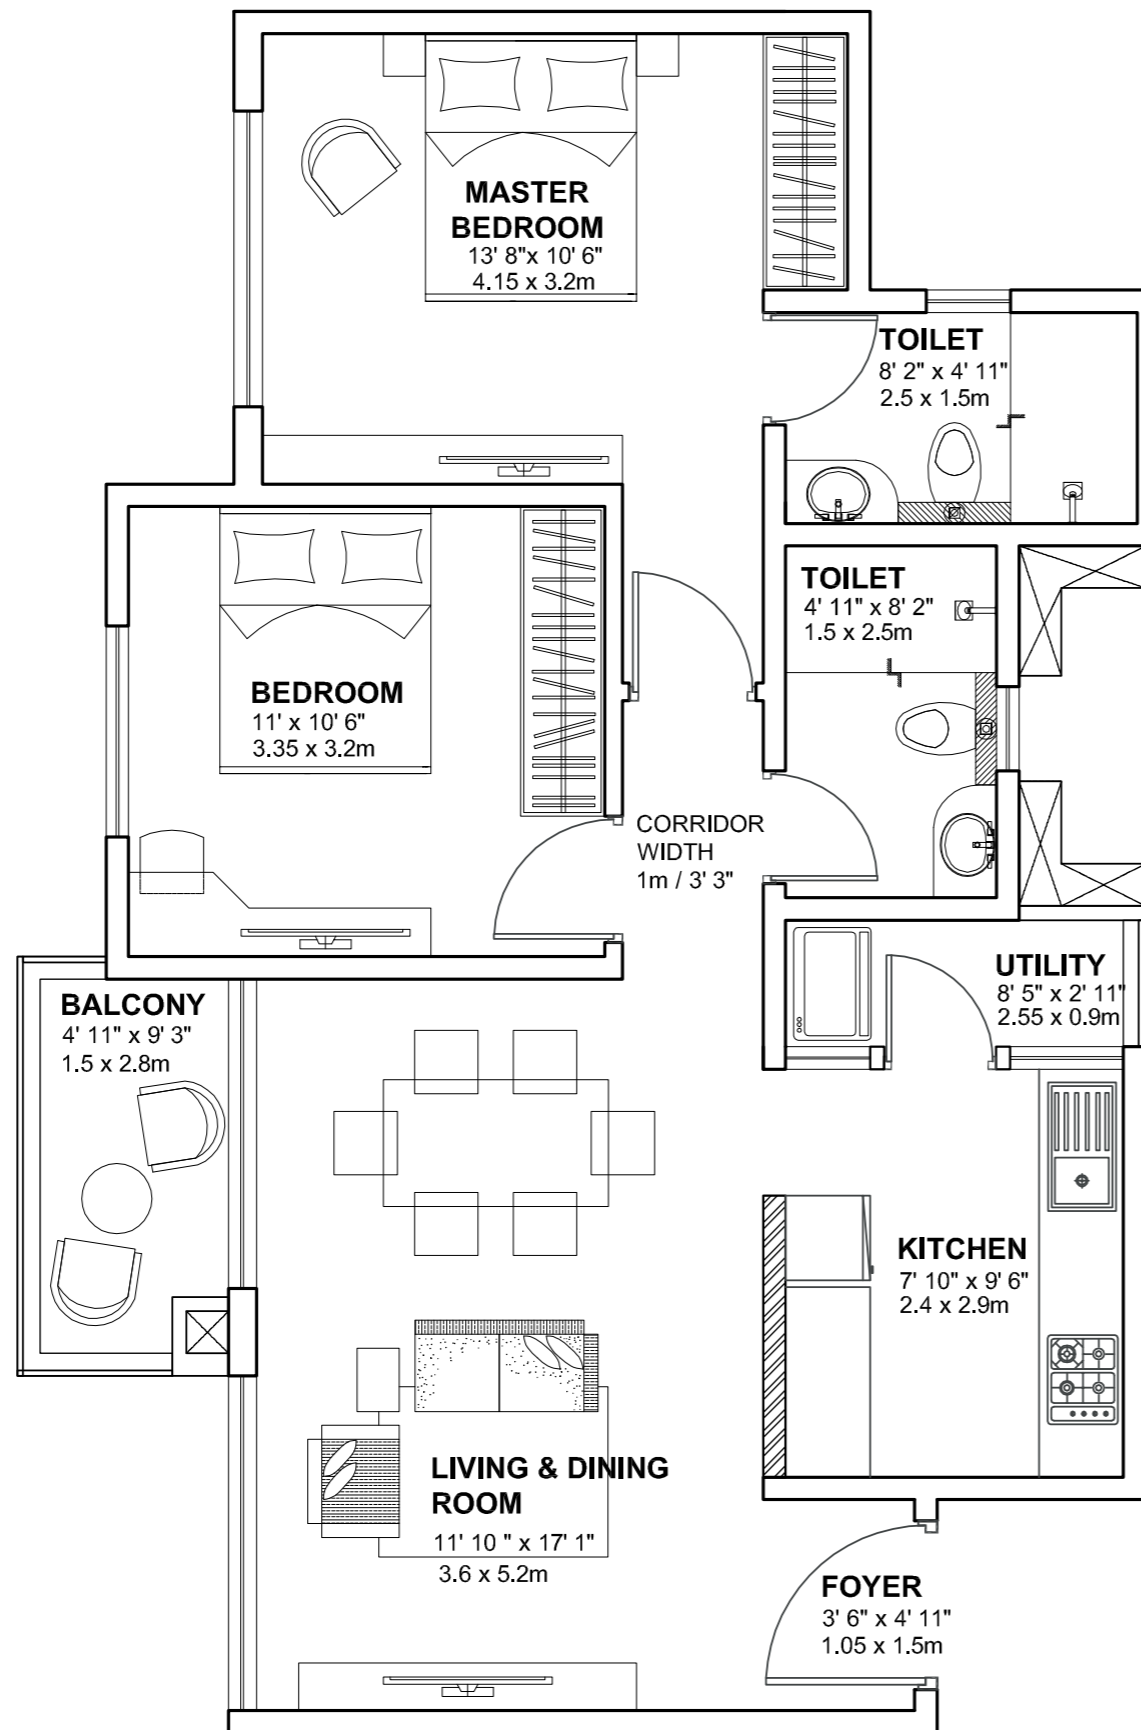 MASTER
BEDROOM
13' 8"x 10' 6"
4.15 x 3.2m
TOILET
8' 2" x 4' 11"
2.5 x 1.5m
TOILET
4' 11" x 8' 2"
1.5 x 2.5m
BEDROOM
11' x 10' 6"
3.35 x 3.2m
CORRIDOR
WIDTH
1m / 3' 3"
UTILITY
8' 5" x 2' 11"
2.55 x 0.9m
BALCONY
4' 11" x 9' 3"
1.5 x 2.8m
KITCHEN
7' 10" x 9' 6"
2.4 x 2.9m
LIVING & DINING
ROOM
11' 10 " x 17' 1"
3.6 x 5.2m
FOYER
3' 6" x 4' 11"
1.05 x 1.5m